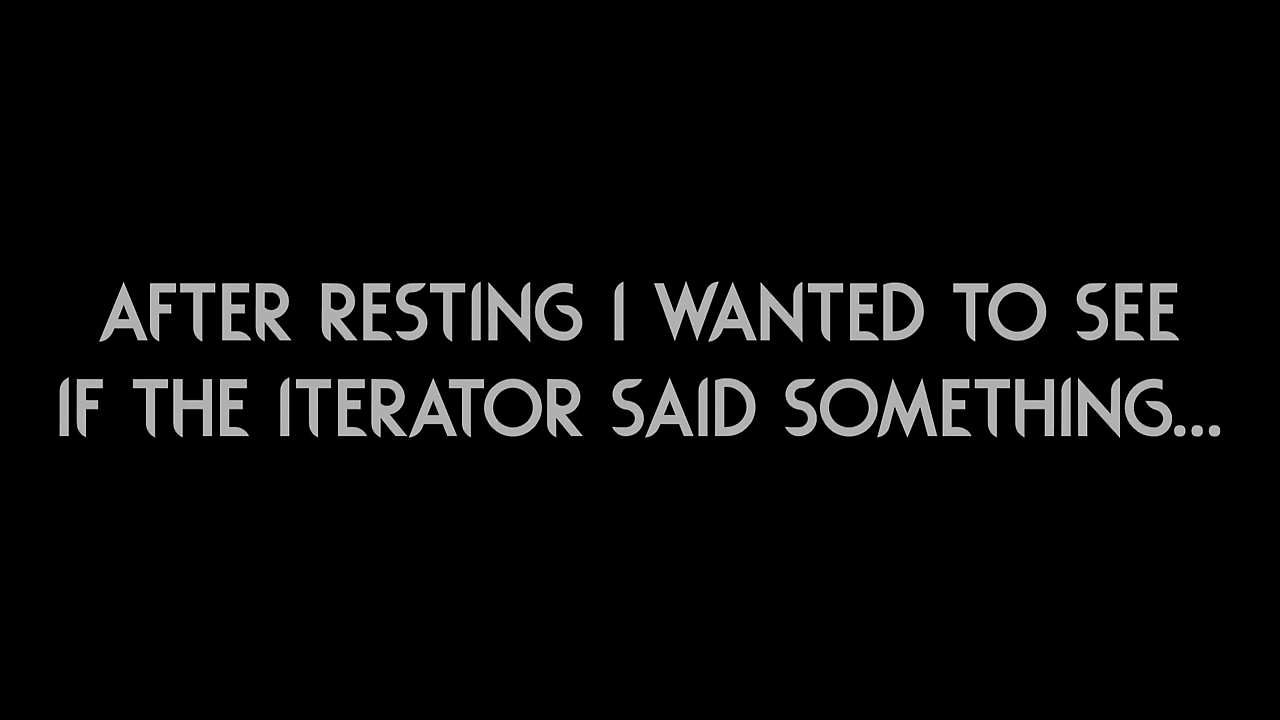 AFTER RESTING I WANTED TO SEE
IF THE ITERATOR SAID SOMETHING...